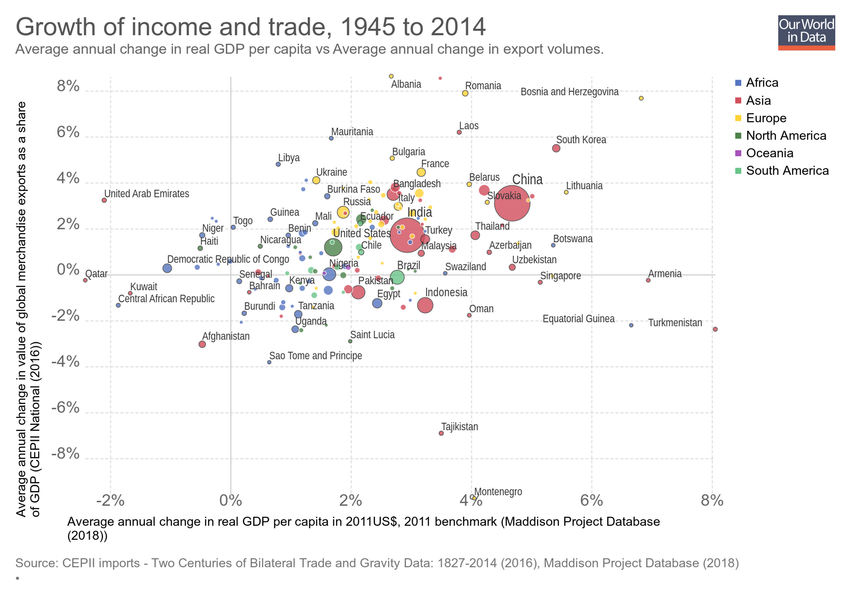 Growth of income and trade, 1945 to 2014
Average annual change in real GDP per capita vs Average annual change in export volumes.
Our World
in Data
Average annual change in value of global merchandise exports as a share
of GDP (CEPII National (2016))
8%
6%
4%
2%
0%
-2%
-4%
-6%
-8%
Albania
Romania
Bosnia and Herzegovina
Mauritania
Laos
South Korea
Libya
Bulgaria
France
Ukraine
Bangladesh
Belarus
China
Lithuania
United Arab Emirates
Burkina Faso
Italy
Slovakia
Russia
India
Guinea
Mali
Ecuador
Togo
Niger
Benin
United States
Turkey
Thailand
Haiti
Nicaragua
Chile
Malaysia
Azerbaijan
Botswana
Democratic Republic of Congo
Nigeria
Brazil
Swaziland
Uzbekistan
Qatar
Senegal
Kenya
Pakistan
Singapore
Armenia
Kuwait
Bahrain
Central African Republic
Egypt
Indonesia
Burundi
Tanzania
Oman
Equatorial Guinea
Turkmenistan
Uganda
Afghanistan
Saint Lucia
Sao Tome and Principe
Tajikistan
Montenegro
-2%
0%
2%
4%
6%
8%
Average annual change in real GDP per capita in 2011US$, 2011 benchmark (Maddison Project Database
(2018))
Africa
Asia
Europe
North America
Oceania
South America
Source: CEPII imports - Two Centuries of Bilateral Trade and Gravity Data: 1827-2014 (2016), Maddison Project Database (2018)
•